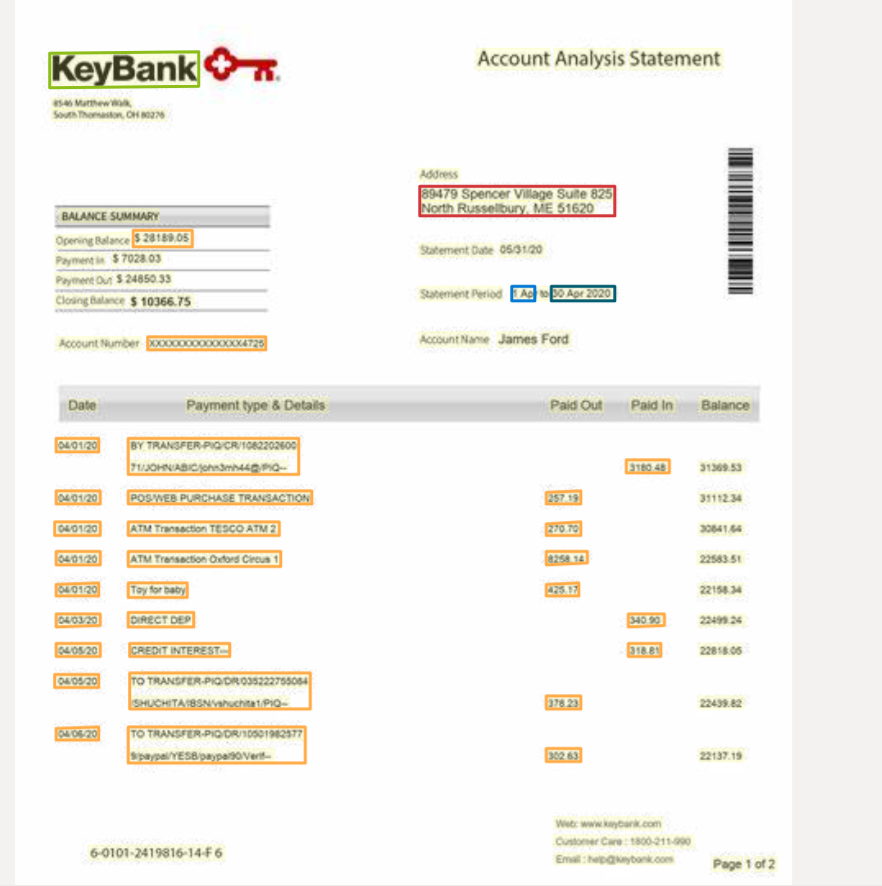 KeyBank
Account Analysis Statement
8546 Matthew Walk,
South Thomaston, OH 80276
Address
89479 Spencer Village Suite 825
North Russellbury, ME 51620
BALANCE SUMMARY
Opening Balance $ 28189.05
Payment In $ 7028.03
Payment Out $ 24850.33
Closing Balance $ 10366.75
Statement Date 05/31/20
Statement Period 1 Apr to 30 Apr 2020
Account Number XXXXXXXXXXXXXX4725
Account Name James Ford
Date Payment type & Details Paid Out Paid In Balance
04/01/20 BY TRANSFER-PIQ/CR/1082202600
71/JOHN/ABIC/john3mh44@/PIQ-- 3180.48 31369.53
04/01/20 POS/WEB PURCHASE TRANSACTION 257.19 31112.34
04/01/20 ATM Transaction TESCO ATM 2 270.70 30841.64
04/01/20 ATM Transaction Oxford Circus 1 8258.14 22583.51
04/01/20 Toy for baby 425.17 22158.34
04/03/20 DIRECT DEP 340.90 22499.24
04/05/20 CREDIT INTEREST-- 318.81 22818.05
04/05/20 TO TRANSFER-PIQ/DR/035222755084
/SHUCHITA/IBSN/vshuchita1/PIQ-- 378.23 22439.82
04/06/20 TO TRANSFER-PIQ/DR/10501982577
9/paypal/YESB/paypal90/Verif-- 302.63 22137.19
Web: www.keybank.com
Customer Care : 1800-211-990
Email : help@keybank.com
6-0101-2419816-14-F 6
Page 1 of 2